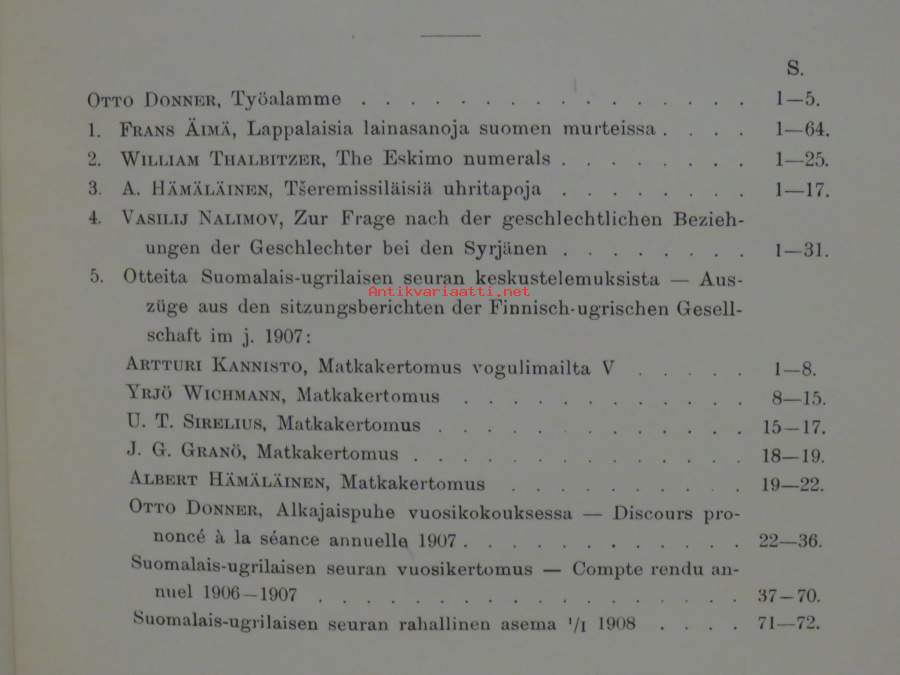 S.
OTTO DONNER, Työalamme . . . . . . . . . . . . . . . . 1—5.
1. FRANS ÄIMÄ, Lappalaisia lainasanoja suomen murteissa . . . . 1—64.
2. WILLIAM THALBITZER, The Eskimo numerals . . . . . . . . 1—25.
3. A. HÄMÄLÄINEN, Tšeremissiläisiä uhritapoja . . . . . . . . 1—17.
4. VASILIJ NALIMOV, Zur Frage nach der geschlechtlichen Bezieh-
ungen der Geschlechter bei den Syrjänen . . . . . . . . 1—31.
5. Otteita Suomalais-ugrilaisen seuran keskustelemuksista — Aus-
Antikvariaatti.net
züge aus den sitzungsberichten der Finnisch-ugrischen Gesell-
schaft im j. 1907:
ARTTURI KANNISTO, Matkakertomus vogulimailta V . . . . . 1—8.
YRJÖ WICHMANN, Matkakertomus . . . . . . . . . . . . 8—15.
U. T. SIRELIUS, Matkakertomus . . . . . . . . . . . . . 15—17.
J. G. GRANÖ, Matkakertomus . . . . . . . . . . . . . . 18—19.
ALBERT HÄMÄLÄINEN, Matkakertomus . . . . . . . . . . 19—22.
OTTO DONNER, Alkajaispuhe vuosikokouksessa — Discours pro-
noncé à la séance annuelle 1907 . . . . . . . . . . . . 22—36.
Suomalais-ugrilaisen seuran vuosikertomus — Compte rendu an-
nuel 1906—1907 . . . . . . . . . . . . . . . . . . 37—70.
Suomalais-ugrilaisen seuran rahallinen asema ¹/I 1908 . . . . 71—72.